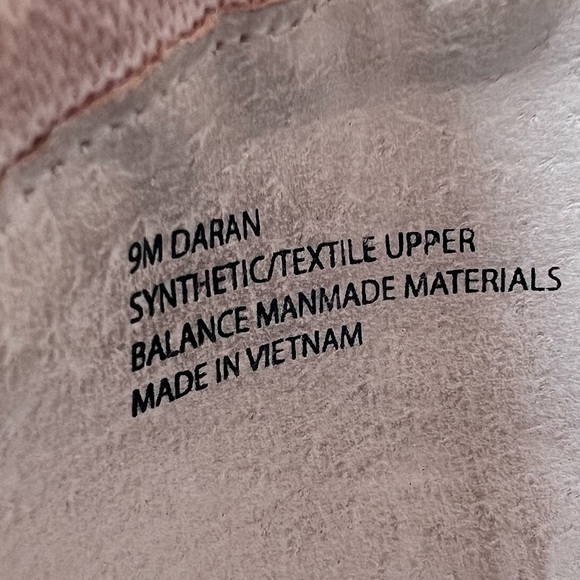 9M DARAN
SYNTHETIC/TEXTILE UPPER
BALANCE MANMADE MATERIALS
MADE IN VIETNAM